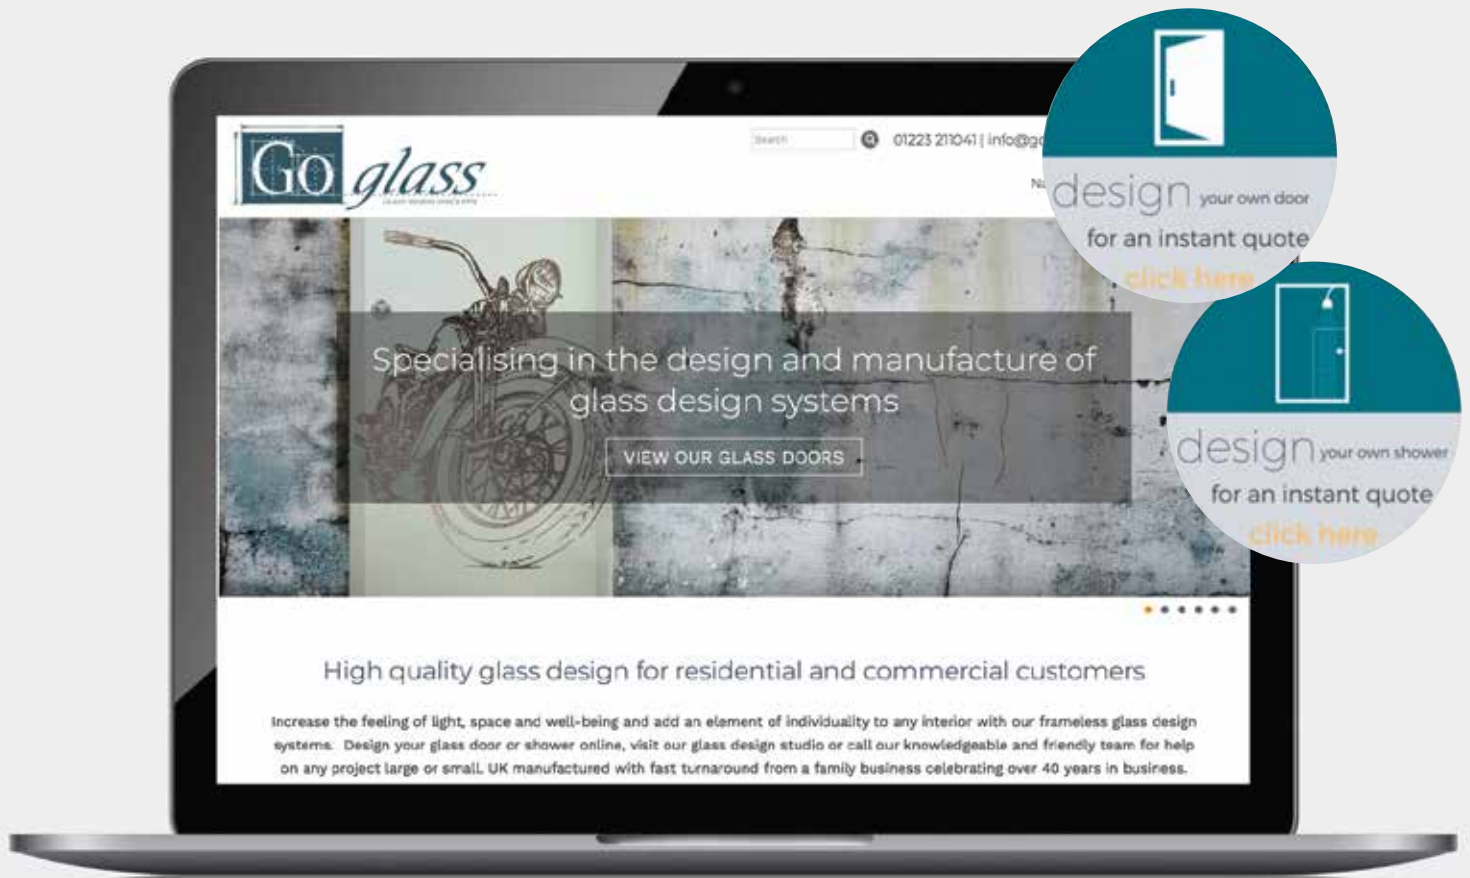 Go glass
Search
01223 211041 | info@go
design your own door
for an instant quote
click here
Specialising in the design and manufacture of
glass design systems
VIEW OUR GLASS DOORS
design your own shower
for an instant quote
click here
High quality glass design for residential and commercial customers
Increase the feeling of light, space and well-being and add an element of individuality to any interior with our frameless glass design
systems. Design your glass door or shower online, visit our glass design studio or call our knowledgeable and friendly team for help
on any project large or small. UK manufactured with fast turnaround from a family business celebrating over 40 years in business.